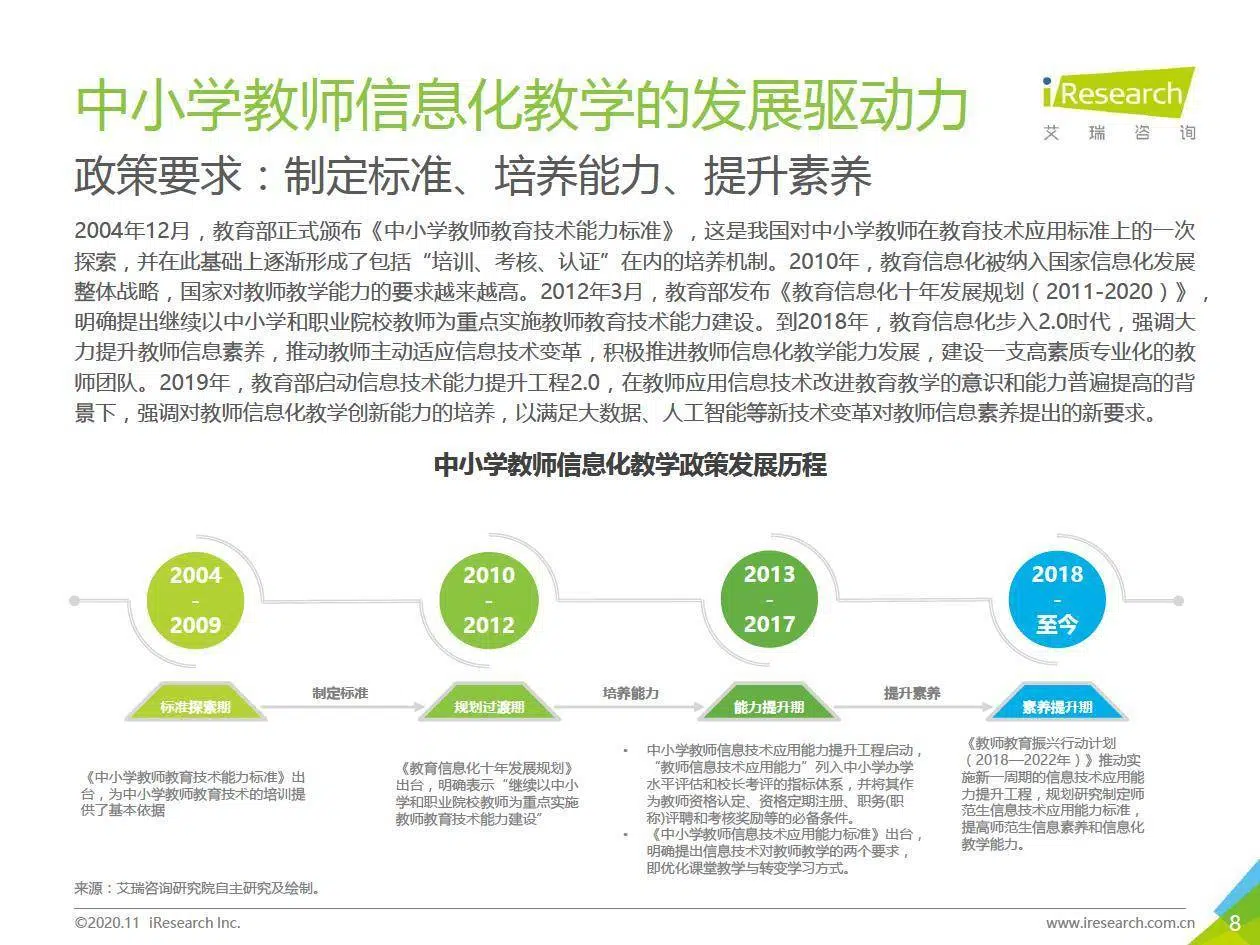 中小学教师信息化教学的发展驱动力
iResearch
艾瑞咨询
政策要求：制定标准、培养能力、提升素养
2004年12月，教育部正式颁布《中小学教师教育技术能力标准》，这是我国对中小学教师在教育技术应用标准上的一次
探索，并在此基础上逐渐形成了包括“培训、考核、认证”在内的培养机制。2010年，教育信息化被纳入国家信息化发展
整体战略，国家对教师教学能力的要求越来越高。2012年3月，教育部发布《教育信息化十年发展规划（2011-2020）》，
明确提出继续以中小学和职业院校教师为重点实施教师教育技术能力建设。到2018年，教育信息化步入2.0时代，强调大
力提升教师信息素养，推动教师主动适应信息技术变革，积极推进教师信息化教学能力发展，建设一支高素质专业化的教
师团队。2019年，教育部启动信息技术能力提升工程2.0，在教师应用信息技术改进教育教学的意识和能力普遍提高的背
景下，强调对教师信息化教学创新能力的培养，以满足大数据、人工智能等新技术变革对教师信息素养提出的新要求。
中小学教师信息化教学政策发展历程
2004
-
2009
2010
-
2012
2013
-
2017
2018
-
至今
标准探索期
制定标准
规划过渡期
培养能力
能力提升期
提升素养
素养提升期
《中小学教师教育技术能力标准》出
台，为中小学教师教育技术的培训提
供了基本依据
《教育信息化十年发展规划》
出台，明确表示“继续以中小
学和职业院校教师为重点实施
教师教育技术能力建设”
• 中小学教师信息技术应用能力提升工程启动，
“教师信息技术应用能力”列入中小学办学
水平评估和校长考评的指标体系，并将其作
为教师资格认定、资格定期注册、职务(职
称)评聘和考核奖励等的必备条件。
• 《中小学教师信息技术应用能力标准》出台，
明确提出信息技术对教师教学的两个要求，
即优化课堂教学与转变学习方式。
《教师教育振兴行动计划
（2018—2022年）》推动实
施新一周期的信息技术应用能
力提升工程，规划研究制定师
范生信息技术应用能力标准，
提高师范生信息素养和信息化
教学能力。
来源：艾瑞咨询研究院自主研究及绘制。
©2020.11 iResearch Inc.
www.iresearch.com.cn
8